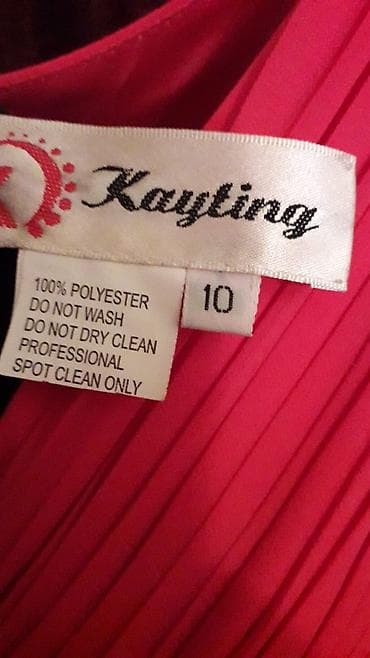 Kayting
10
100% POLYESTER
DO NOT WASH
DO NOT DRY CLEAN
PROFESSIONAL
SPOT CLEAN ONLY